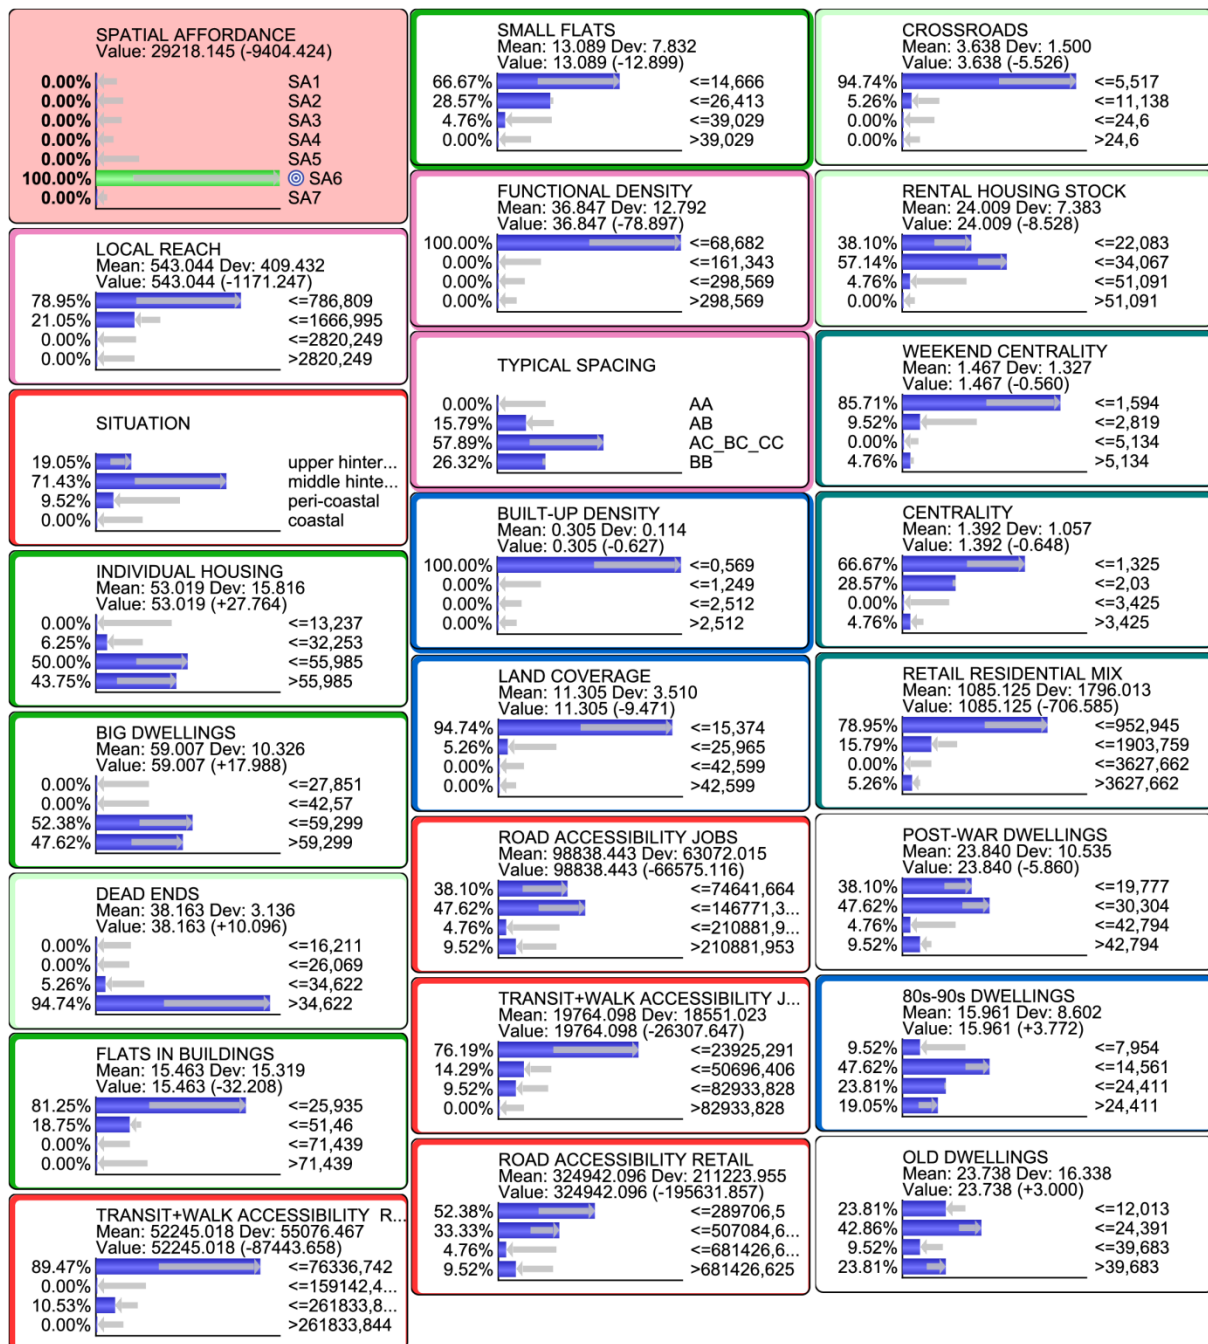 SPATIAL AFFORDANCE
Value: 29218.145 (-9404.424)
0.00% SA1
0.00% SA2
0.00% SA3
0.00% SA4
0.00% SA5
100.00% SA6
0.00% SA7
LOCAL REACH
Mean: 543.044 Dev: 409.432
Value: 543.044 (-1171.247)
78.95% <=786,809
21.05% <=1666,995
0.00% <=2820,249
0.00% >2820,249
SITUATION
19.05% upper hinter...
71.43% middle hinte...
9.52% peri-coastal
0.00% coastal
INDIVIDUAL HOUSING
Mean: 53.019 Dev: 15.816
Value: 53.019 (+27.764)
0.00% <=13,237
6.25% <=32,253
50.00% <=55,985
43.75% >55,985
BIG DWELLINGS
Mean: 59.007 Dev: 10.326
Value: 59.007 (+17.988)
0.00% <=27,851
0.00% <=42,57
52.38% <=59,299
47.62% >59,299
DEAD ENDS
Mean: 38.163 Dev: 3.136
Value: 38.163 (+10.096)
0.00% <=16,211
0.00% <=26,069
5.26% <=34,622
94.74% >34,622
FLATS IN BUILDINGS
Mean: 15.463 Dev: 15.319
Value: 15.463 (-32.208)
81.25% <=25,935
18.75% <=51,46
0.00% <=71,439
0.00% >71,439
TRANSIT+WALK ACCESSIBILITY R...
Mean: 52245.018 Dev: 55076.467
Value: 52245.018 (-87443.658)
89.47% <=76336,742
0.00% <=159142,4...
10.53% <=261833,8...
0.00% >261833,844
SMALL FLATS
Mean: 13.089 Dev: 7.832
Value: 13.089 (-12.899)
66.67% <=14,666
28.57% <=26,413
4.76% <=39,029
0.00% >39,029
FUNCTIONAL DENSITY
Mean: 36.847 Dev: 12.792
Value: 36.847 (-78.897)
100.00% <=68,682
0.00% <=161,343
0.00% <=298,569
0.00% >298,569
TYPICAL SPACING
0.00% AA
15.79% AB
57.89% AC_BC_CC
26.32% BB
BUILT-UP DENSITY
Mean: 0.305 Dev: 0.114
Value: 0.305 (-0.627)
100.00% <=0,569
0.00% <=1,249
0.00% <=2,512
0.00% >2,512
LAND COVERAGE
Mean: 11.305 Dev: 3.510
Value: 11.305 (-9.471)
94.74% <=15,374
5.26% <=25,965
0.00% <=42,599
0.00% >42,599
ROAD ACCESSIBILITY JOBS
Mean: 98838.443 Dev: 63072.015
Value: 98838.443 (-66575.116)
38.10% <=74641,664
47.62% <=146771,3...
4.76% <=210881,9...
9.52% >210881,953
TRANSIT+WALK ACCESSIBILITY J...
Mean: 19764.098 Dev: 18551.023
Value: 19764.098 (-26307.647)
76.19% <=23925,291
14.29% <=50696,406
9.52% <=82933,828
0.00% >82933,828
ROAD ACCESSIBILITY RETAIL
Mean: 324942.096 Dev: 211223.955
Value: 324942.096 (-195631.857)
52.38% <=289706,5
33.33% <=507084,6...
4.76% <=681426,6...
9.52% >681426,625
CROSSROADS
Mean: 3.638 Dev: 1.500
Value: 3.638 (-5.526)
94.74% <=5,517
5.26% <=11,138
0.00% <=24,6
0.00% >24,6
RENTAL HOUSING STOCK
Mean: 24.009 Dev: 7.383
Value: 24.009 (-8.528)
38.10% <=22,083
57.14% <=34,067
4.76% <=51,091
0.00% >51,091
WEEKEND CENTRALITY
Mean: 1.467 Dev: 1.327
Value: 1.467 (-0.560)
85.71% <=1,594
9.52% <=2,819
0.00% <=5,134
4.76% >5,134
CENTRALITY
Mean: 1.392 Dev: 1.057
Value: 1.392 (-0.648)
66.67% <=1,325
28.57% <=2,03
0.00% <=3,425
4.76% >3,425
RETAIL RESIDENTIAL MIX
Mean: 1085.125 Dev: 1796.013
Value: 1085.125 (-706.585)
78.95% <=952,945
15.79% <=1903,759
0.00% <=3627,662
5.26% >3627,662
POST-WAR DWELLINGS
Mean: 23.840 Dev: 10.535
Value: 23.840 (-5.860)
38.10% <=19,777
47.62% <=30,304
4.76% <=42,794
9.52% >42,794
80s-90s DWELLINGS
Mean: 15.961 Dev: 8.602
Value: 15.961 (+3.772)
9.52% <=7,954
47.62% <=14,561
23.81% <=24,411
19.05% >24,411
OLD DWELLINGS
Mean: 23.738 Dev: 16.338
Value: 23.738 (+3.000)
23.81% <=12,013
42.86% <=24,391
9.52% <=39,683
23.81% >39,683